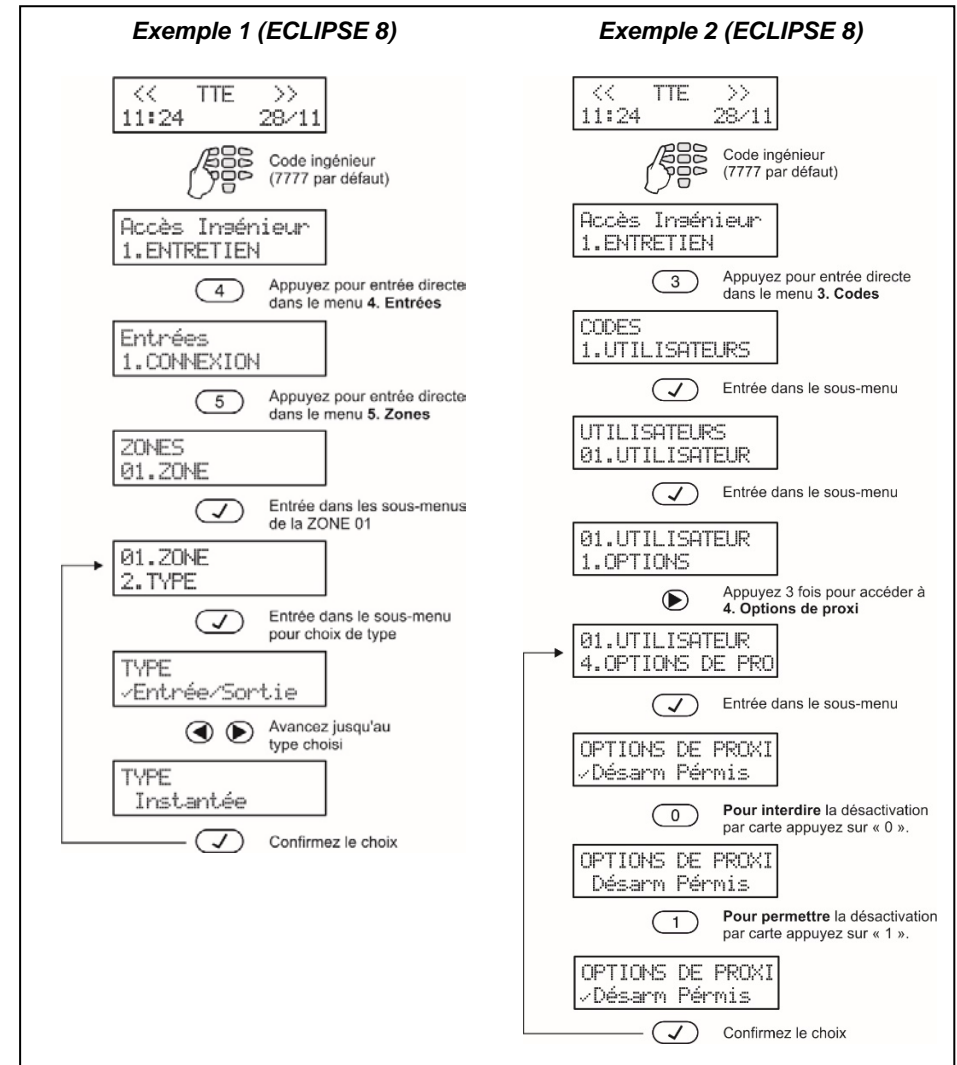 Exemple 1 (ECLIPSE 8)
<< TTE >>
11:24 28/11
Code ingénieur
(7777 par défaut)
Accès Ingénieur
1.ENTRETIEN
4
Appuyez pour entrée directe
dans le menu 4. Entrées
Entrées
1.CONNEXION
5
Appuyez pour entrée directe
dans le menu 5. Zones
ZONES
01.ZONE
Entrée dans les sous-menus
de la ZONE 01
01.ZONE
2.TYPE
Entrée dans le sous-menu
pour choix de type
TYPE
✓Entrée/Sortie
Avancez jusqu'au
type choisi
TYPE
Instantée
Confirmez le choix
Exemple 2 (ECLIPSE 8)
<< TTE >>
11:24 28/11
Code ingénieur
(7777 par défaut)
Accès Ingénieur
1.ENTRETIEN
3
Appuyez pour entrée directe
dans le menu 3. Codes
CODES
1.UTILISATEURS
Entrée dans le sous-menu
UTILISATEURS
01.UTILISATEUR
Entrée dans le sous-menu
01.UTILISATEUR
1.OPTIONS
Appuyez 3 fois pour accéder à
4. Options de proxi
01.UTILISATEUR
4.OPTIONS DE PRO
Entrée dans le sous-menu
OPTIONS DE PROXI
✓Désarm Pérmis
0
Pour interdire la désactivation
par carte appuyez sur « 0 ».
OPTIONS DE PROXI
Désarm Pérmis
1
Pour permettre la désactivation
par carte appuyez sur « 1 ».
OPTIONS DE PROXI
✓Désarm Pérmis
Confirmez le choix